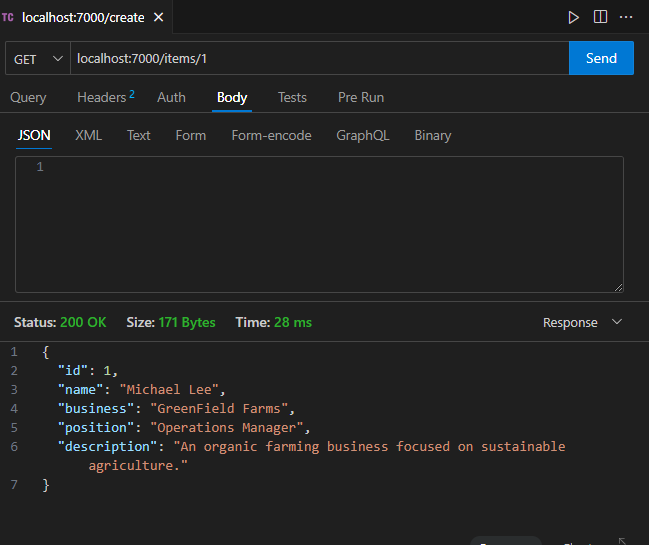 TC localhost:7000/create ×
GET localhost:7000/items/1 Send
Query Headers 2 Auth Body Tests Pre Run
JSON XML Text Form Form-encode GraphQL Binary
1
Status: 200 OK Size: 171 Bytes Time: 28 ms Response
1 {
2 "id": 1,
3 "name": "Michael Lee",
4 "business": "GreenField Farms",
5 "position": "Operations Manager",
6 "description": "An organic farming business focused on sustainable
agriculture."
7 }